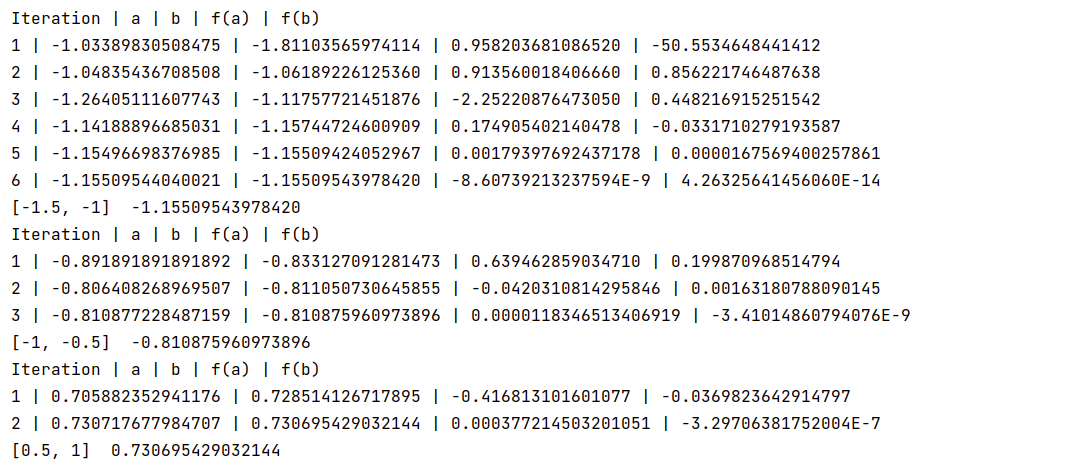 Iteration | a | b | f(a) | f(b)
1 | -1.03389830508475 | -1.81103565974114 | 0.958203681086520 | -50.5534648441412
2 | -1.04835436708508 | -1.06189226125360 | 0.913560018406660 | 0.856221746487638
3 | -1.26405111607743 | -1.11757721451876 | -2.25220876473050 | 0.448216915251542
4 | -1.14188896685031 | -1.15744724600909 | 0.174905402140478 | -0.0331710279193587
5 | -1.15496698376985 | -1.15509424052967 | 0.00179397692437178 | 0.0000167569400257861
6 | -1.15509544040021 | -1.15509543978420 | -8.60739213237594E-9 | 4.26325641456060E-14
[-1.5, -1]  -1.15509543978420
Iteration | a | b | f(a) | f(b)
1 | -0.891891891891892 | -0.833127091281473 | 0.639462859034710 | 0.199870968514794
2 | -0.806408268969507 | -0.811050730645855 | -0.0420310814295846 | 0.00163180788090145
3 | -0.810877228487159 | -0.810875960973896 | 0.0000118346513406919 | -3.41014860794076E-9
[-1, -0.5]  -0.810875960973896
Iteration | a | b | f(a) | f(b)
1 | 0.705882352941176 | 0.728514126717895 | -0.416813101601077 | -0.0369823642914797
2 | 0.730717677984707 | 0.730695429032144 | 0.000377214503201051 | -3.29706381752004E-7
[0.5, 1]  0.730695429032144